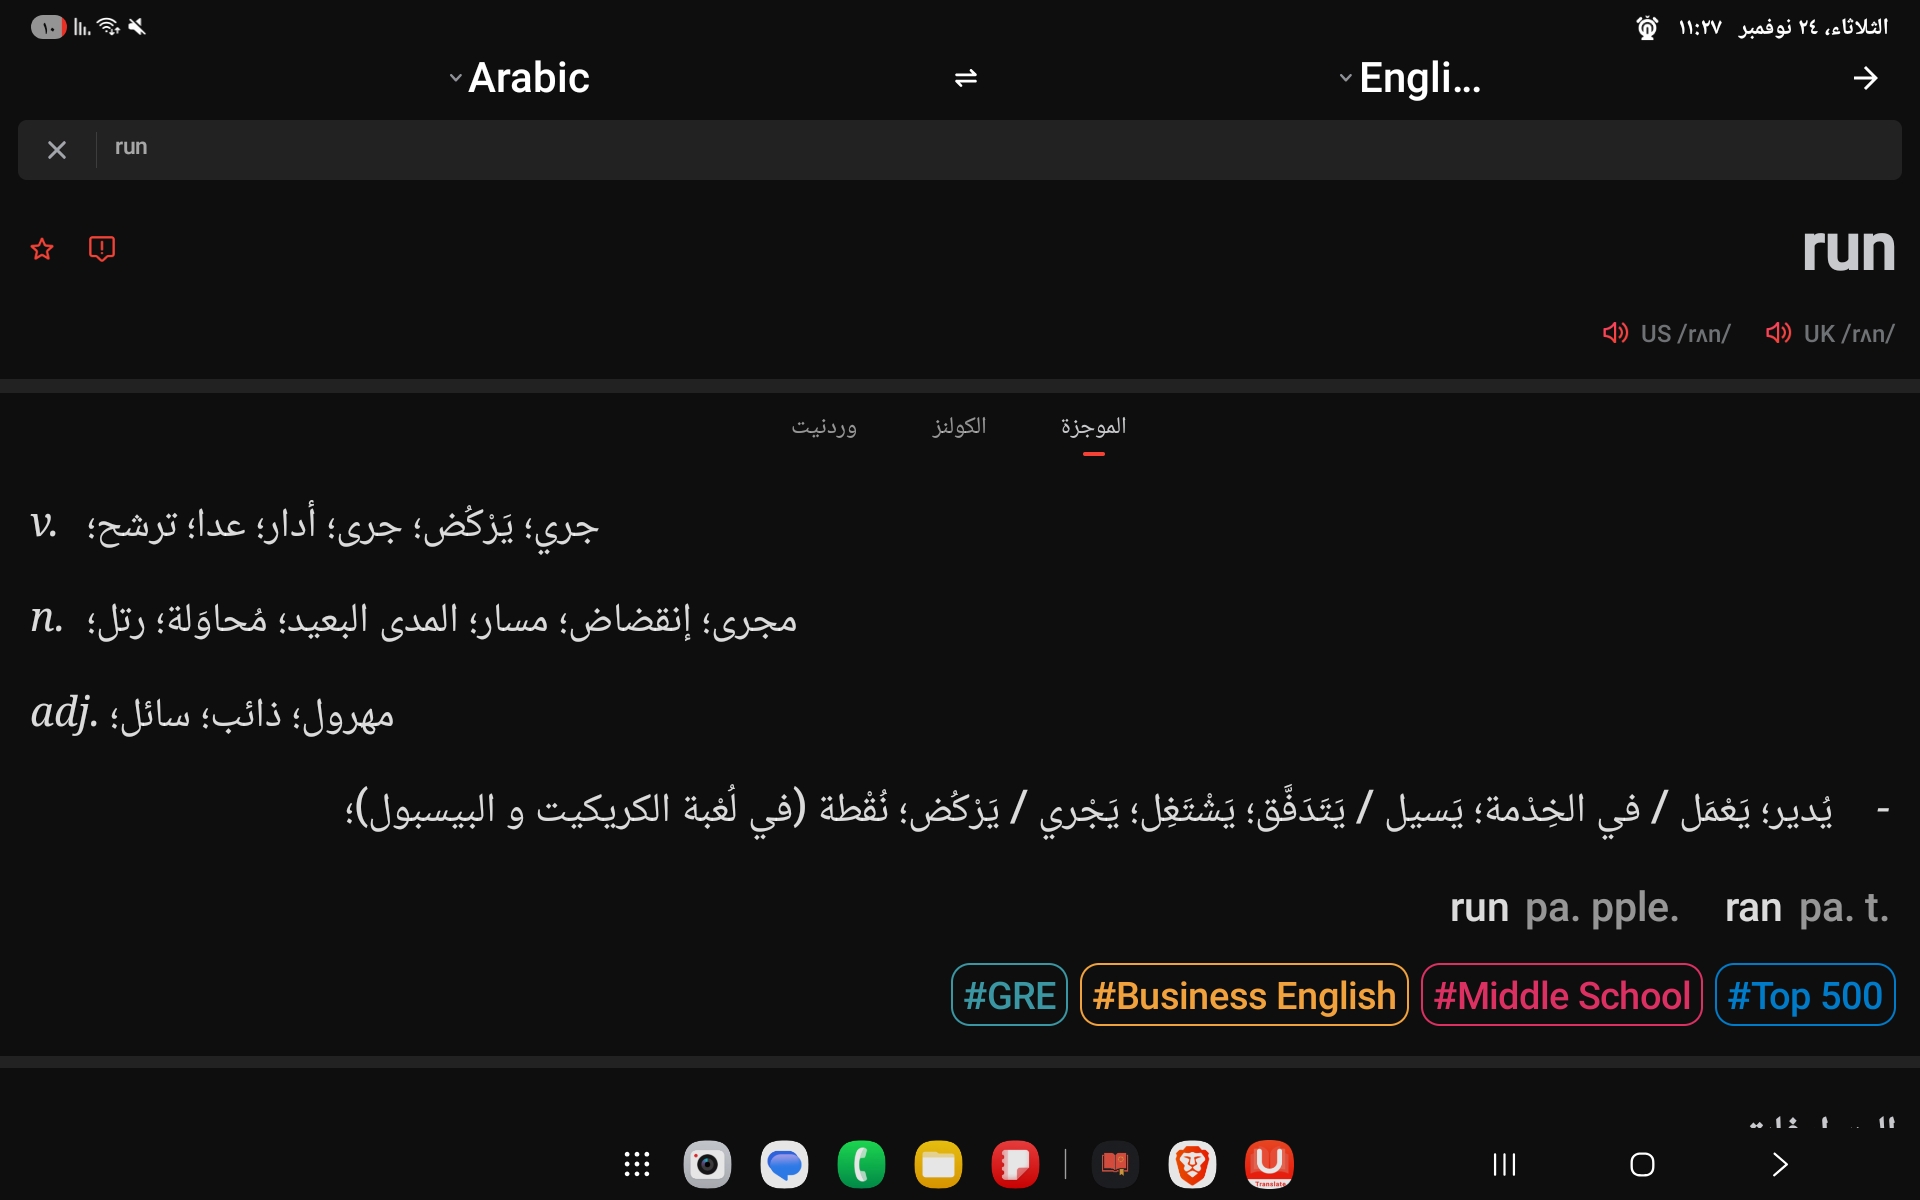 الثلاثاء، ٢٤ نوفمبر ١١:٢٧ ١٠
Engli... Arabic
run
run
UK /rʌn/ US /rʌn/
الموجزة الكولنز وردنيت
v. جري؛ يَرْكُض؛ جرى؛ أدار؛ عدا؛ ترشح؛
n. مجرى؛ إنقضاض؛ مسار؛ المدى البعيد؛ مُحاوَلة؛ رتل؛
adj. مهرول؛ ذائب؛ سائل؛
- يُدير؛ يَعْمَل / في الخِدْمة؛ يَسيل / يَتَدَفَّق؛ يَشْتَغِل؛ يَجْري / يَرْكُض؛ نُقْطة (في لُعْبة الكريكيت و البيسبول)؛
run pa. pple. ran pa. t.
#GRE #Business English #Middle School #Top 500
Translate